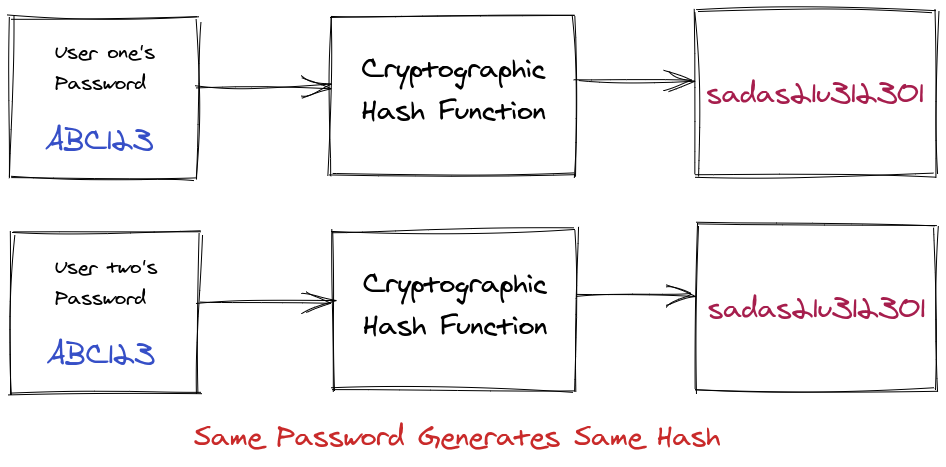 User one's
Password
ABC123
Cryptographic
Hash Function
sadas21u312301
User two's
Password
ABC123
Cryptographic
Hash Function
sadas21u312301
Same Password Generates Same Hash